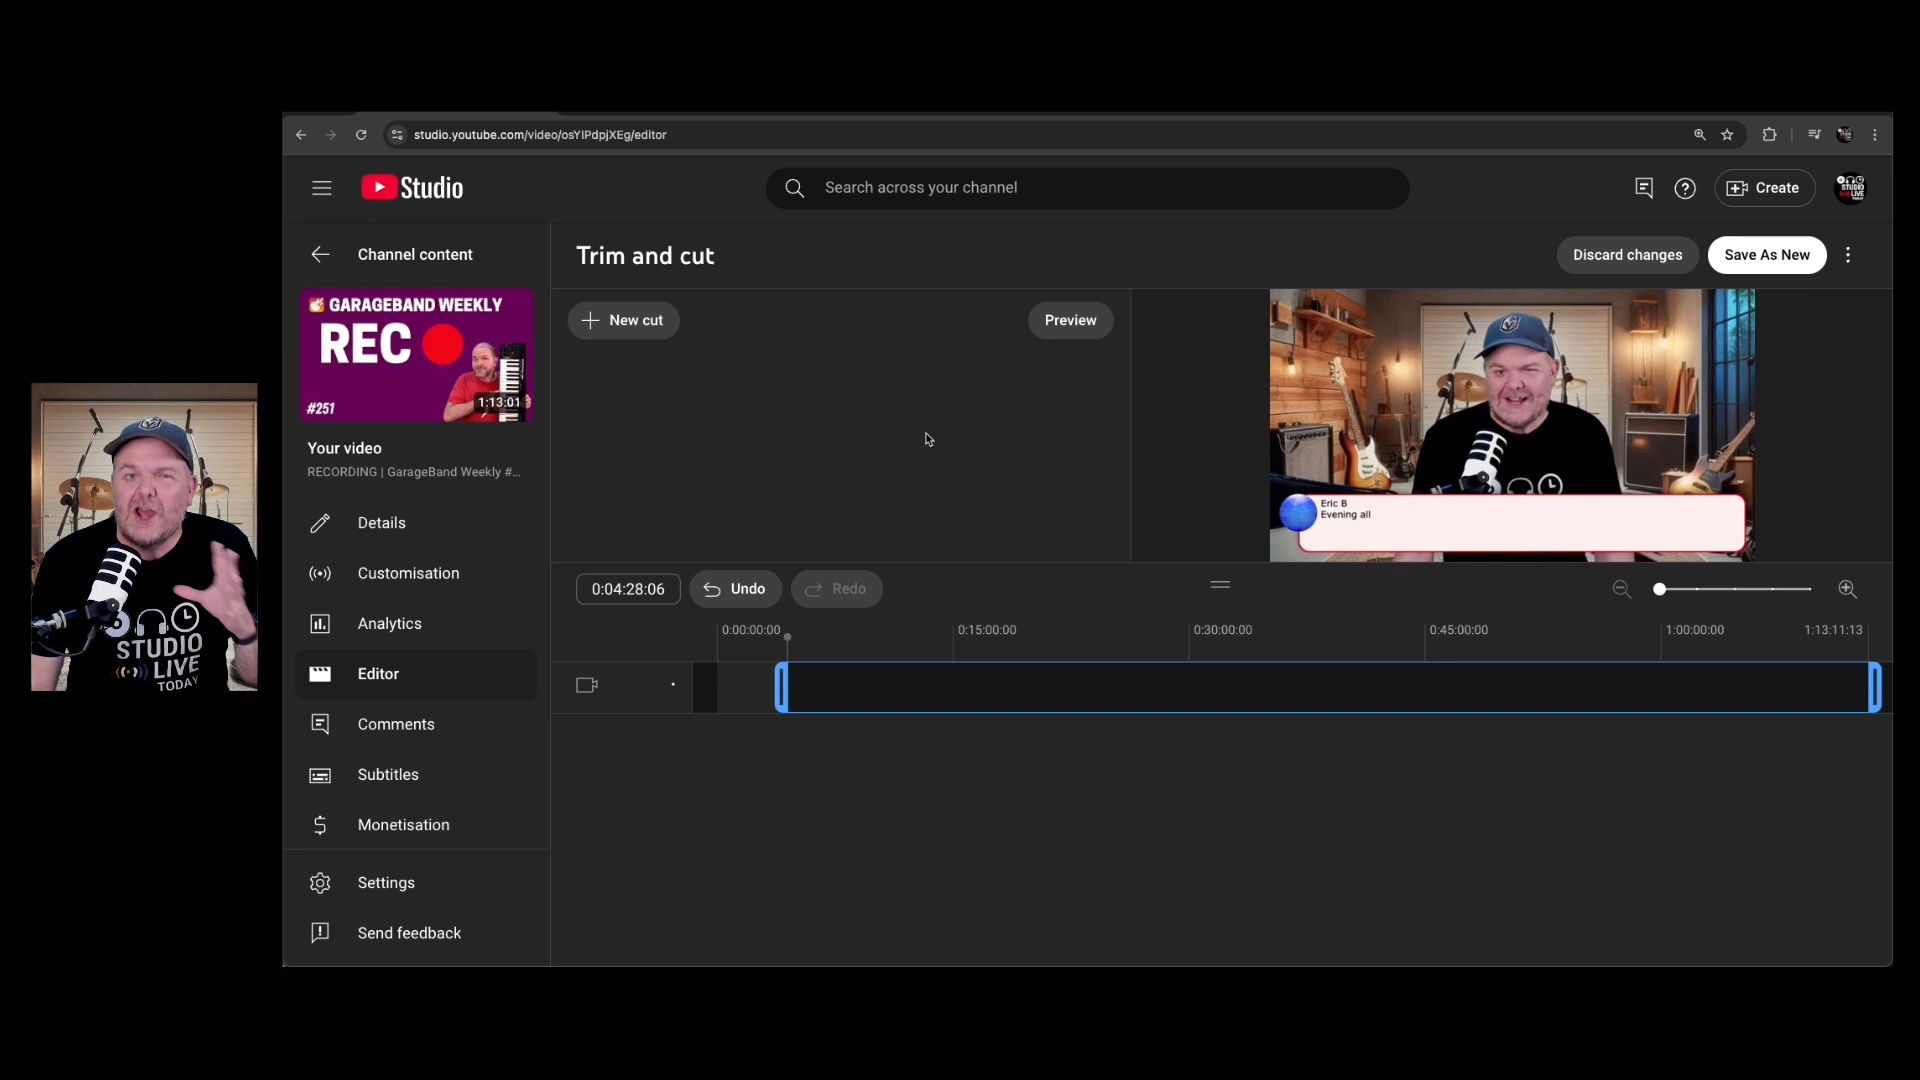 studio.youtube.com/video/osYIPdpjXEg/editor
Studio
Search across your channel
Create
STUDIO
LIVE
TODAY
Channel content
Trim and cut
Discard changes
Save As New
GARAGEBAND WEEKLY
REC
#251
1:13:01
New cut
Preview
Your video
RECORDING | GarageBand Weekly #...
Details
Customisation
Analytics
Editor
Comments
Subtitles
Monetisation
Settings
Send feedback
Eric B
Evening all
0:04:28:06
Undo
Redo
0:00:00:00
0:15:00:00
0:30:00:00
0:45:00:00
1:00:00:00
1:13:11:13
STUDIO
LIVE
TODAY